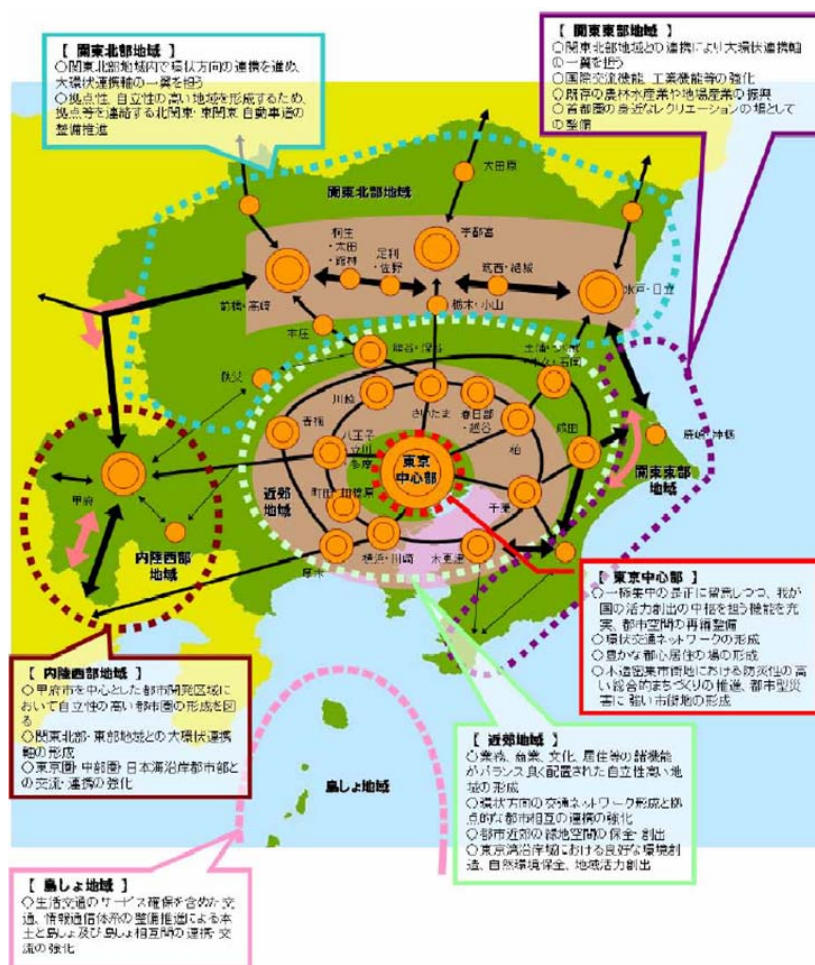 【 関東北部地域 】
○関東北部地域内で環状方向の連携を進め、
大環状連携軸の一翼を担う
○拠点性、自立性の高い地域を形成するため、
拠点等を連絡する北関東・東関東自動車道の
整備推進
【 関東東部地域 】
○関東北部地域との連携により大環状連携軸
の一翼を担う
○国際交流機能、工業機能等の強化
○既存の農林水産業や地場産業の振興
○首都圏の身近なレクリエーションの場として
の整備
大田原
関東北部地域
桐生
・太田
・館林
足利
・佐野
宇都宮
筑西・結城
水戸・日立
前橋・高崎
栃木・小山
本庄
熊谷・深谷
土浦・つくば
秩父
川越
さいたま
春日部
・越谷
青梅
八王子
・立川
・多摩
柏
成田
鹿嶋・神栖
東京
中心部
関東東部
地域
近郊
地域
町田・相模原
千葉
甲府
内陸西部
地域
厚木
横浜・川崎
木更津
【 東京中心部 】
○一極集中の是正に留意しつつ、我が
国の活力創出の中核を担う機能を充
実、都市空間の再編整備
○環状交通ネットワークの形成
○豊かな都心居住の場の形成
○木造密集市街地における防災性の高
い総合的まちづくりの推進、都市型災
害に強い市街地の形成
【 内陸西部地域 】
○甲府市を中心とした都市開発区域に
おいて自立性の高い都市圏の形成を図
る
○関東北部・東部地域との大環状連携
軸の形成
○東京圏・中部圏・日本海沿岸都市部と
の交流・連携の強化
島しょ地域
【 近郊地域 】
○業務、商業、文化、居住等の諸機能
がバランス良く配置された自立性高い地
域の形成
○環状方向の交通ネットワーク形成と拠
点的な都市相互の連携の強化
○都市近郊の緑地空間の保全・創出
○東京湾沿岸域における良好な環境創
造、自然環境保全、地域活力創出
【 島しょ地域 】
○生活交通のサービス確保を含めた交
通、情報通信体系の整備推進による本
土と島しょ及び島しょ相互間の連携・交
流の強化